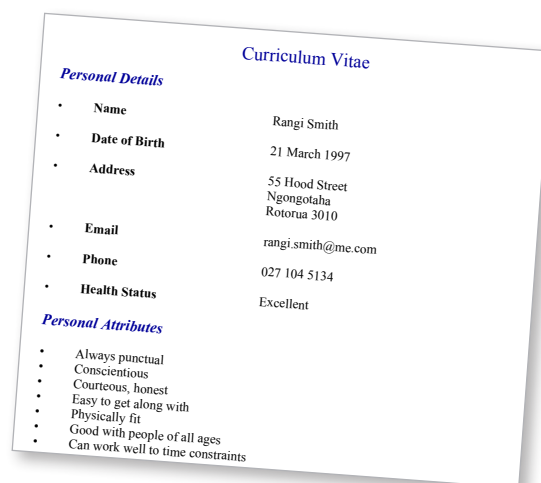 Curriculum Vitae
Personal Details
• Name Rangi Smith
• Date of Birth 21 March 1997
• Address 55 Hood Street
Ngongotaha
Rotorua 3010
• Email rangi.smith@me.com
• Phone 027 104 5134
• Health Status Excellent
Personal Attributes
• Always punctual
• Conscientious
• Courteous, honest
• Easy to get along with
• Physically fit
• Good with people of all ages
• Can work well to time constraints